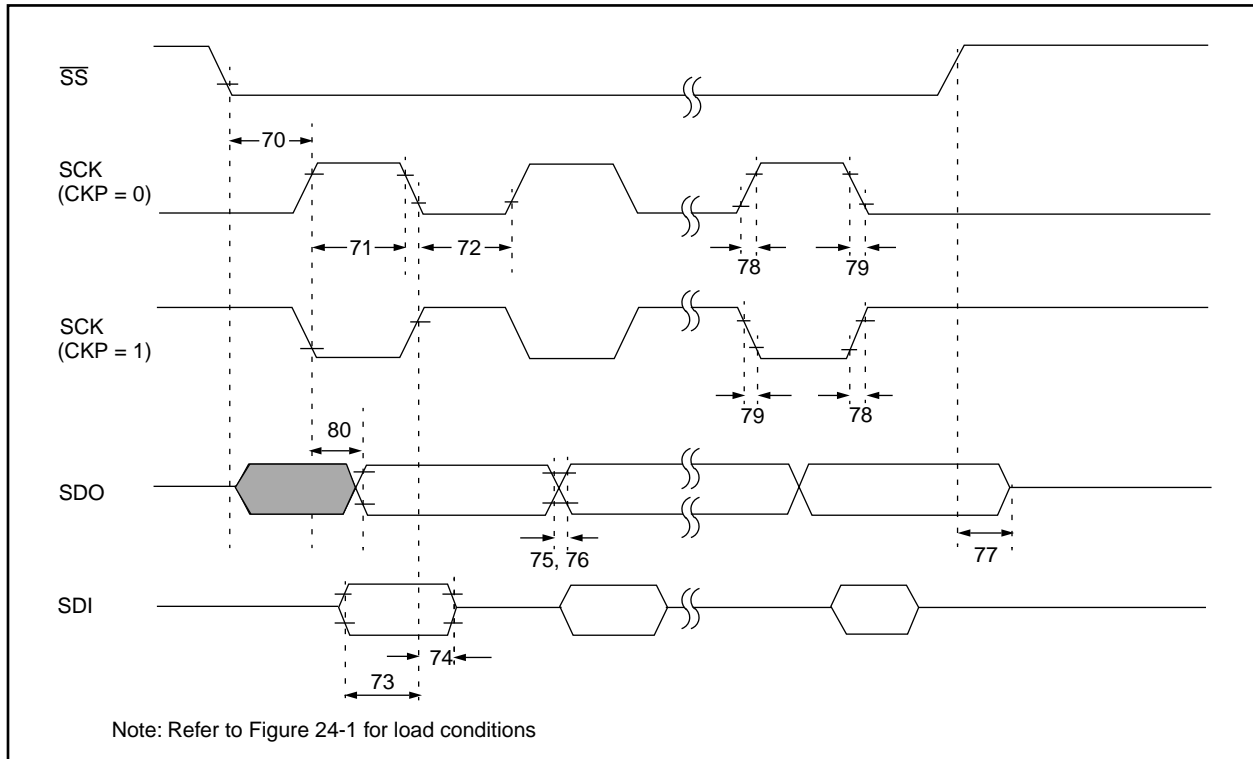 SS
70
SCK
(CKP = 0)
71
72
78
79
SCK
(CKP = 1)
79
78
80
SDO
75, 76
77
SDI
74
73
Note: Refer to Figure 24-1 for load conditions